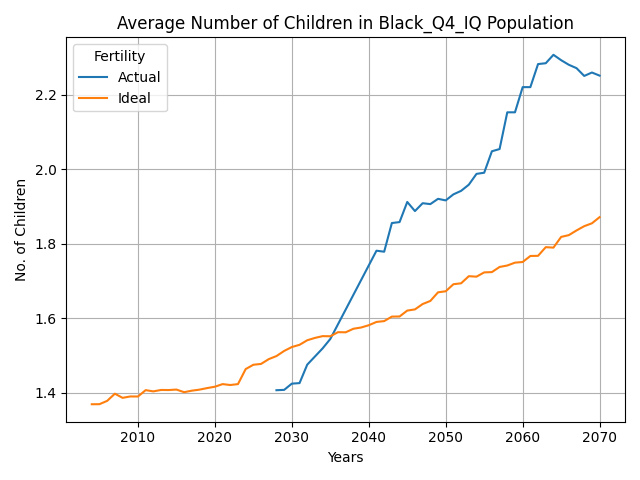 Average Number of Children in Black_Q4_IQ Population
Fertility
Actual
Ideal
No. of Children
2.2
2.0
1.8
1.6
1.4
2010 2020 2030 2040 2050 2060 2070
Years